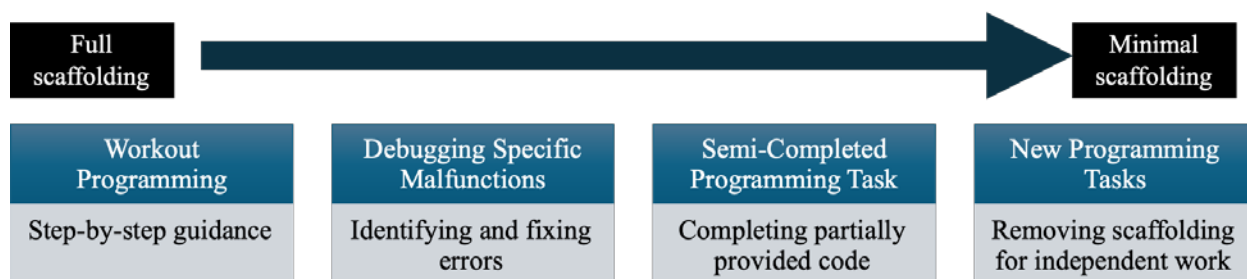 Full
scaffolding
Minimal
scaffolding
Workout
Programming
Step-by-step guidance
Debugging Specific
Malfunctions
Identifying and fixing
errors
Semi-Completed
Programming Task
Completing partially
provided code
New Programming
Tasks
Removing scaffolding
for independent work